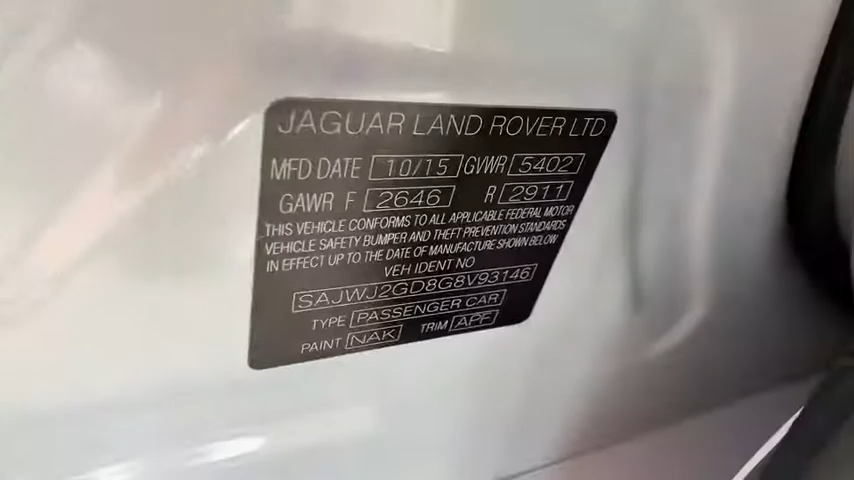 JAGUAR LAND ROVER LTD
MFD DATE 10/15 GVWR 5402
GAWR F 2646 R 2911
THIS VEHICLE CONFORMS TO ALL APPLICABLE FEDERAL MOTOR
VEHICLE SAFETY BUMPER AND THEFT PREVENTION STANDARDS
IN EFFECT UP TO THE DATE OF MANUFACTURE SHOWN BELOW
VEH IDENT NO
SAJWJ2GD8G8V93146
TYPE PASSENGER CAR
PAINT NAK TRIM APF